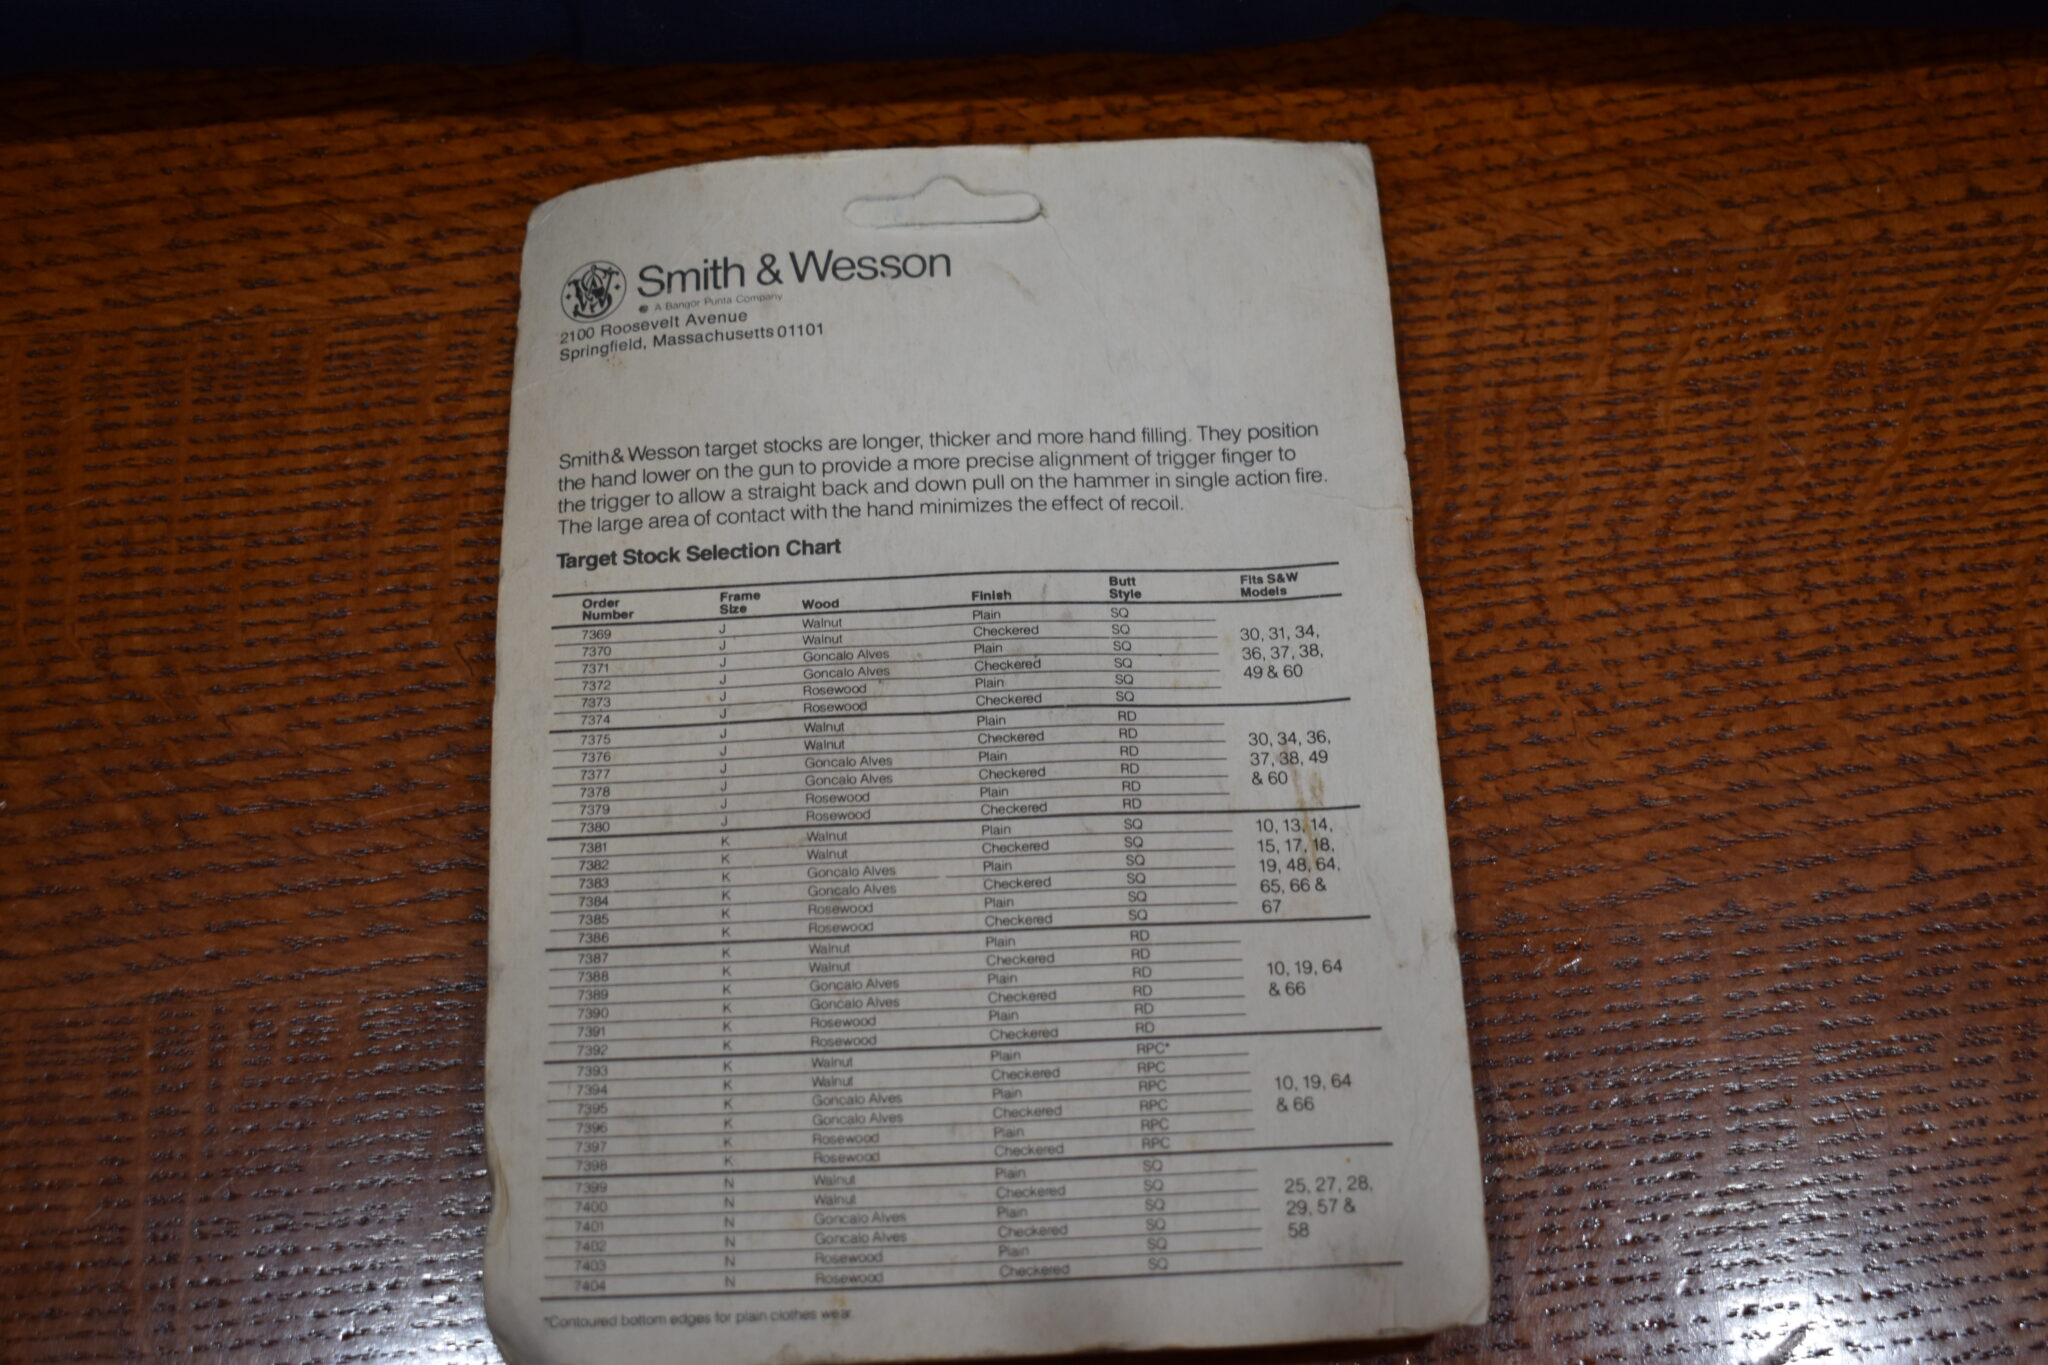 Smith & Wesson
A Bangor Punta Company
2100 Roosevelt Avenue
Springfield, Massachusetts 01101
Smith & Wesson target stocks are longer, thicker and more hand filling. They position
the hand lower on the gun to provide a more precise alignment of trigger finger to
the trigger to allow a straight back and down pull on the hammer in single action fire.
The large area of contact with the hand minimizes the effect of recoil.
Target Stock Selection Chart
Order Number Frame Size Wood Finish Butt Style Fits S&W Models
7369 J Walnut Plain SQ
7370 J Walnut Checkered SQ 30, 31, 34,
7371 J Goncalo Alves Plain SQ 36, 37, 38,
7372 J Goncalo Alves Checkered SQ 49 & 60
7373 J Rosewood Plain SQ
7374 J Rosewood Checkered SQ
7375 J Walnut Plain RD
7376 J Walnut Checkered RD 30, 34, 36,
7377 J Goncalo Alves Plain RD 37, 38, 49
7378 J Goncalo Alves Checkered RD & 60
7379 J Rosewood Plain RD
7380 J Rosewood Checkered RD
7381 K Walnut Plain SQ 10, 13, 14,
7382 K Walnut Checkered SQ 15, 17, 18,
7383 K Goncalo Alves Plain SQ 19, 48, 64,
7384 K Goncalo Alves Checkered SQ 65, 66 &
7385 K Rosewood Plain SQ 67
7386 K Rosewood Checkered SQ
7387 K Walnut Plain RD
7388 K Walnut Checkered RD
7389 K Goncalo Alves Plain RD 10, 19, 64
7390 K Goncalo Alves Checkered RD & 66
7391 K Rosewood Plain RD
7392 K Rosewood Checkered RD
7393 K Walnut Plain RPC*
7394 K Walnut Checkered RPC
7395 K Goncalo Alves Plain RPC 10, 19, 64
7396 K Goncalo Alves Checkered RPC & 66
7397 K Rosewood Plain RPC
7398 K Rosewood Checkered RPC
7399 N Walnut Plain SQ
7400 N Walnut Checkered SQ 25, 27, 28,
7401 N Goncalo Alves Plain SQ 29, 57 &
7402 N Goncalo Alves Checkered SQ 58
7403 N Rosewood Plain SQ
7404 N Rosewood Checkered SQ
*Contoured bottom edges for plain clothes wear.